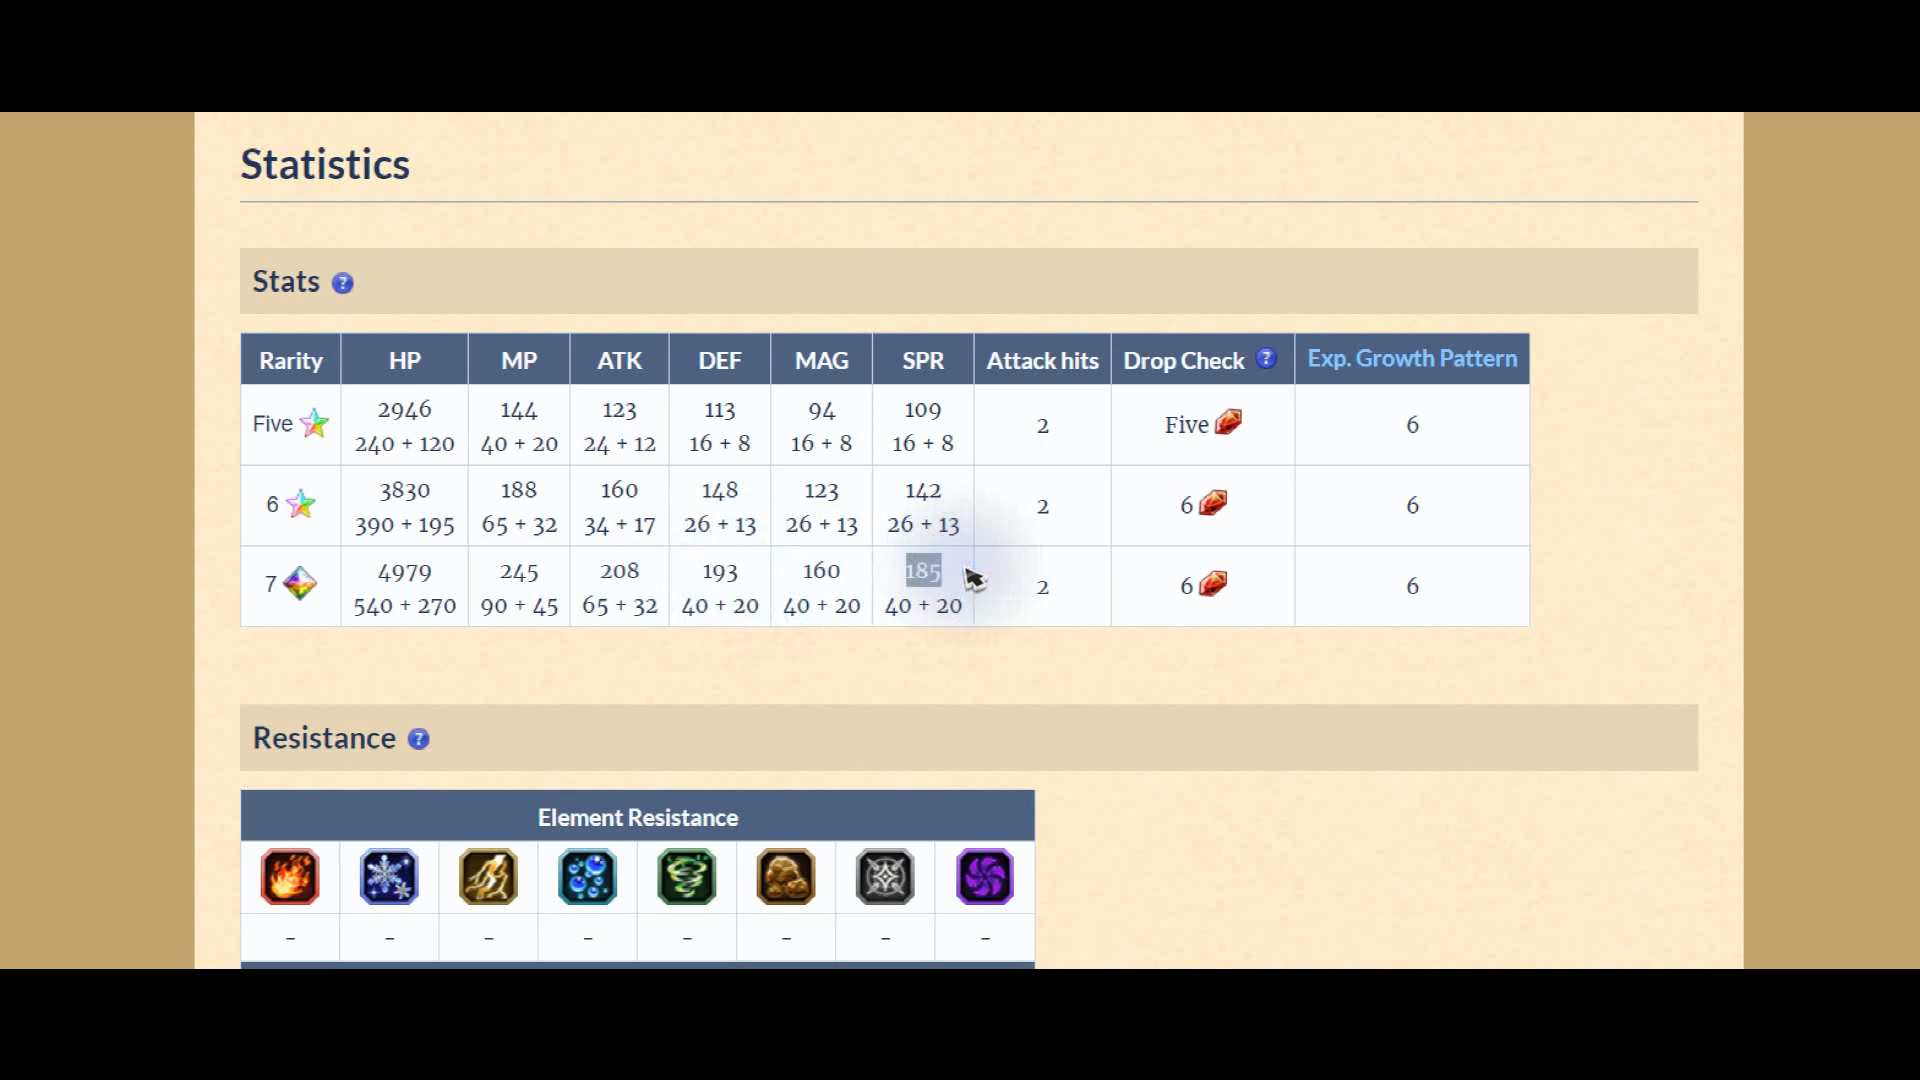 Statistics
Stats ?
Rarity HP MP ATK DEF MAG SPR Attack hits Drop Check ? Exp. Growth Pattern
Five 2946 144 123 113 94 109 2 Five 6
240 + 120 40 + 20 24 + 12 16 + 8 16 + 8 16 + 8
6 3830 188 160 148 123 142 2 6 6
390 + 195 65 + 32 34 + 17 26 + 13 26 + 13 26 + 13
7 4979 245 208 193 160 185 2 6 6
540 + 270 90 + 45 65 + 32 40 + 20 40 + 20 40 + 20
Resistance ?
Element Resistance
- - - - - - - -